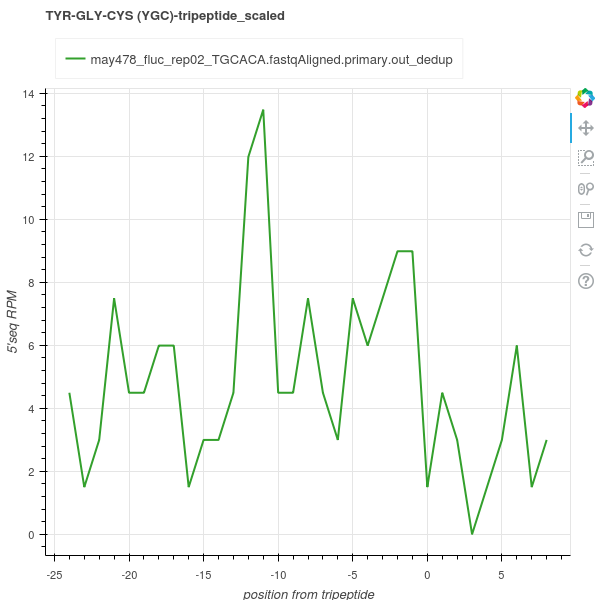 TYR-GLY-CYS (YGC)-tripeptide_scaled
may478_fluc_rep02_TGCACA.fastqAligned.primary.out_dedup
14
12
10
8
6
4
2
0
5'seq RPM
-25 -20 -15 -10 -5 0 5
position from tripeptide